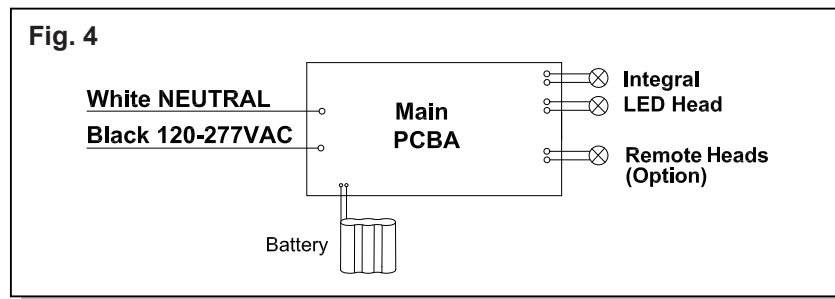 Fig. 4
White NEUTRAL
Black 120-277VAC
Main
PCBA
Integral
LED Head
Remote Heads
(Option)
Battery